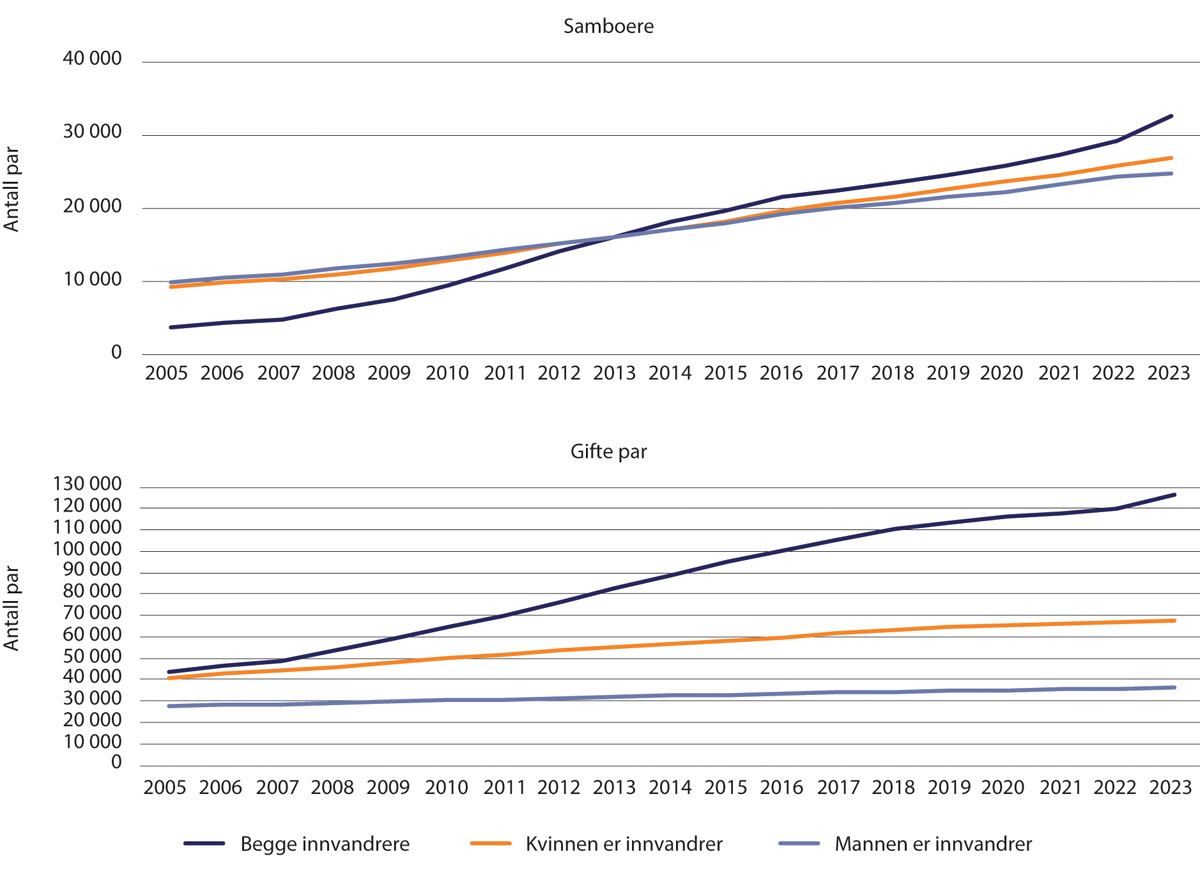 Samboere
Antall par
40 000
30 000
20 000
10 000
0
2005 2006 2007 2008 2009 2010 2011 2012 2013 2014 2015 2016 2017 2018 2019 2020 2021 2022 2023
Gifte par
Antall par
130 000
120 000
110 000
100 000
90 000
80 000
70 000
60 000
50 000
40 000
30 000
20 000
10 000
0
2005 2006 2007 2008 2009 2010 2011 2012 2013 2014 2015 2016 2017 2018 2019 2020 2021 2022 2023
Begge innvandrere Kvinnen er innvandrer Mannen er innvandrer